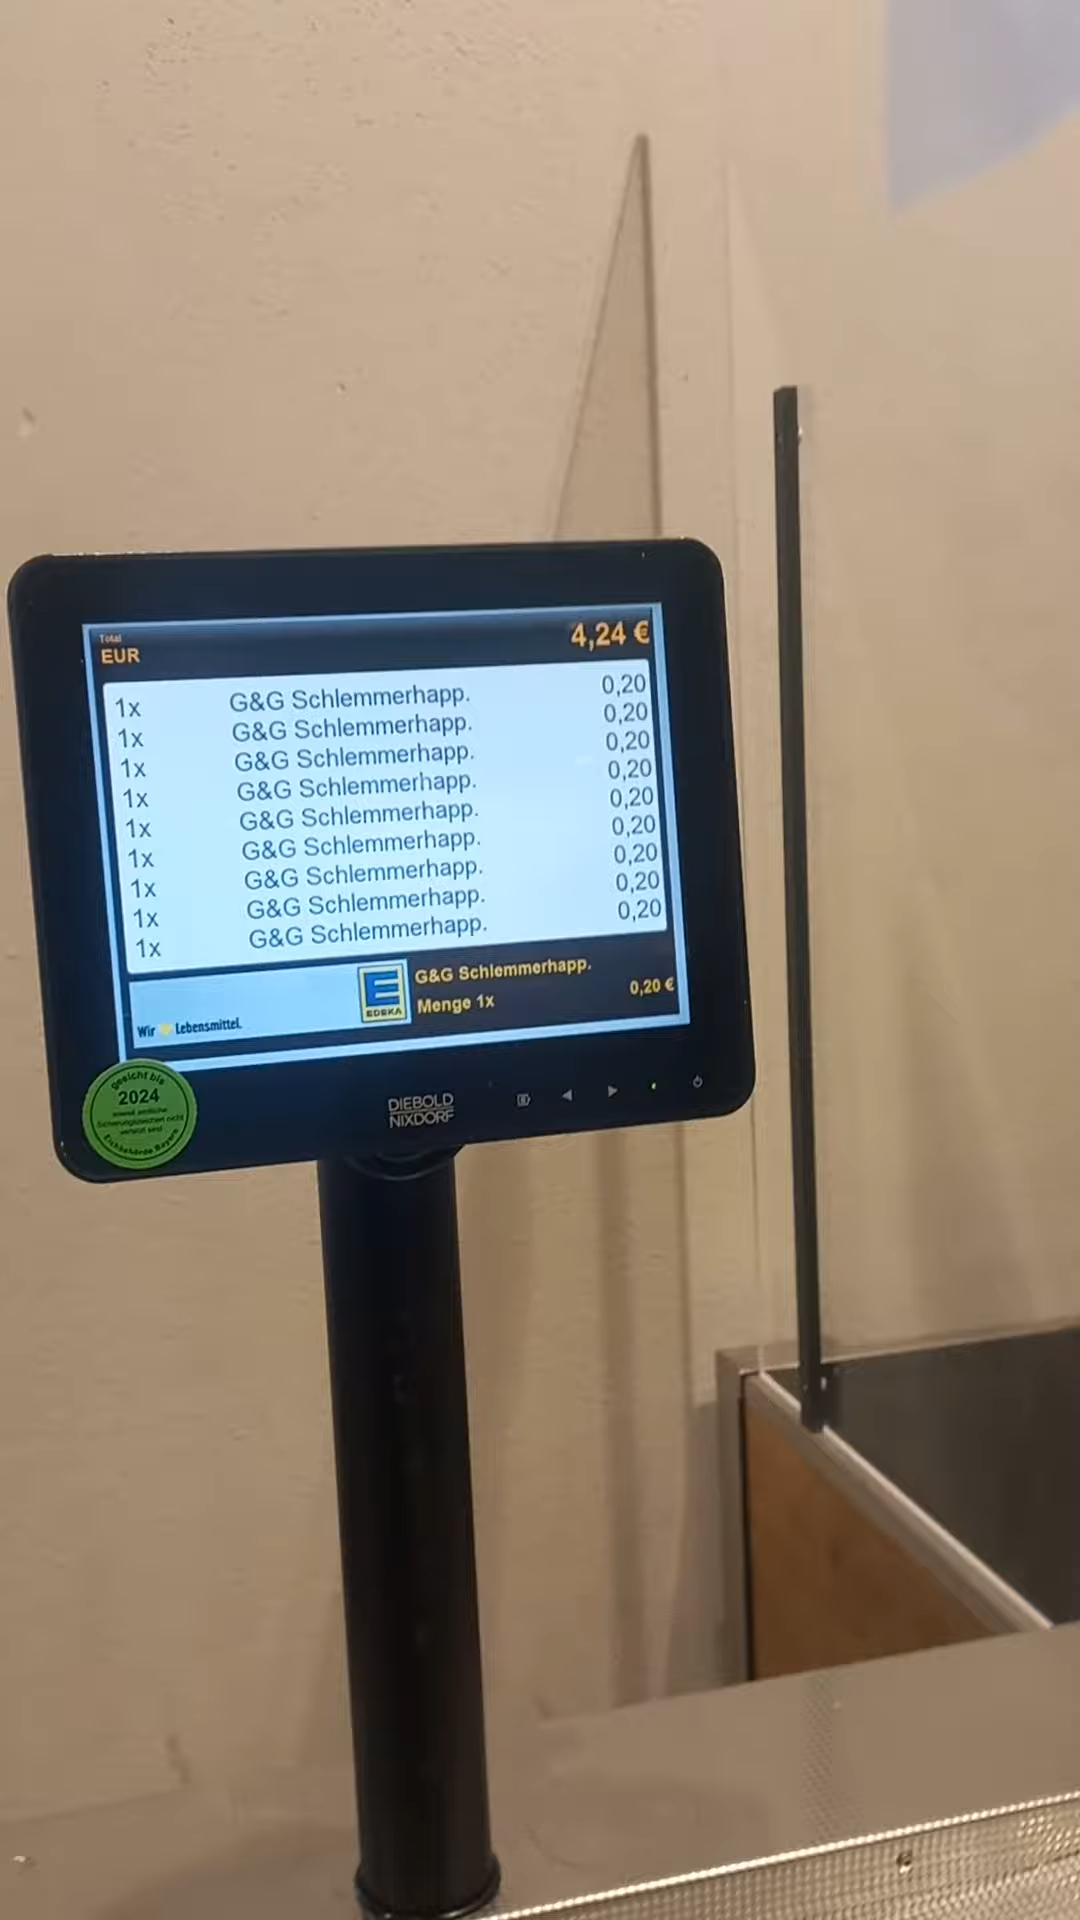 Total
EUR 4,24 €
1x G&G Schlemmerhapp. 0,20
1x G&G Schlemmerhapp. 0,20
1x G&G Schlemmerhapp. 0,20
1x G&G Schlemmerhapp. 0,20
1x G&G Schlemmerhapp. 0,20
1x G&G Schlemmerhapp. 0,20
1x G&G Schlemmerhapp. 0,20
1x G&G Schlemmerhapp. 0,20
1x G&G Schlemmerhapp. 0,20
G&G Schlemmerhapp.
Menge 1x 0,20 €
EDEKA
Wir Lebensmittel.
geeicht bis
2024
Eichbehörde Bayern
DIEBOLD
NIXDORF